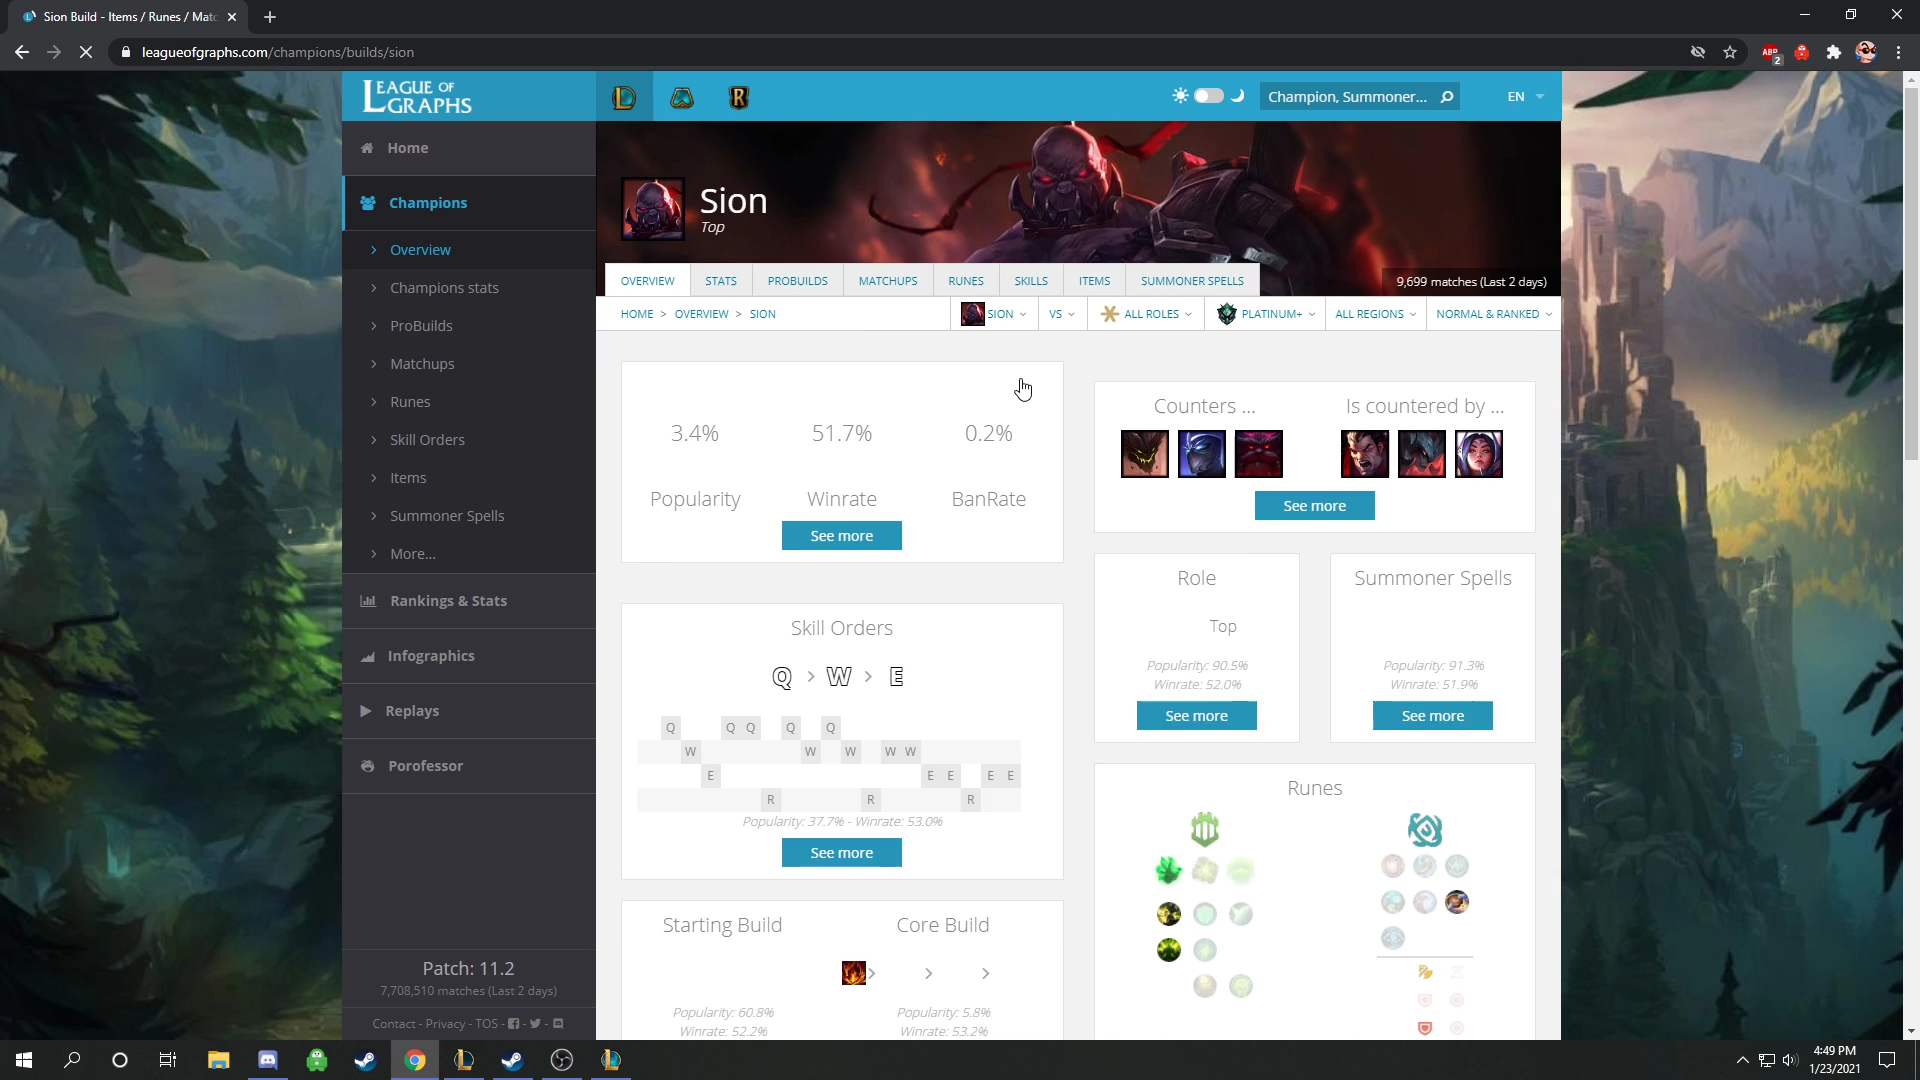 Sion Build - Items / Runes / Matc
leagueofgraphs.com/champions/builds/sion
ABP
2
LEAGUE OF GRAPHS
R
Champion, Summoner...
EN
Home
Champions
Overview
Champions stats
ProBuilds
Matchups
Runes
Skill Orders
Items
Summoner Spells
More...
Rankings & Stats
Infographics
Replays
Porofessor
Patch: 11.2
7,708,510 matches (Last 2 days)
Contact - Privacy - TOS - - -
Sion
Top
OVERVIEW STATS PROBUILDS MATCHUPS RUNES SKILLS ITEMS SUMMONER SPELLS
9,699 matches (Last 2 days)
HOME > OVERVIEW > SION
SION VS ALL ROLES PLATINUM+ ALL REGIONS NORMAL & RANKED
3.4% 51.7% 0.2%
Popularity Winrate BanRate
See more
Counters ... Is countered by ...
See more
Skill Orders
Q > W > E
Q Q Q Q Q
W W W W W
E E E E E
R R R
Popularity: 37.7% - Winrate: 53.0%
See more
Role
Top
Popularity: 90.5%
Winrate: 52.0%
See more
Summoner Spells
Popularity: 91.3%
Winrate: 51.9%
See more
Starting Build
Popularity: 60.8%
Winrate: 52.2%
Core Build
> > >
Popularity: 5.8%
Winrate: 53.2%
Runes
4:49 PM
1/23/2021